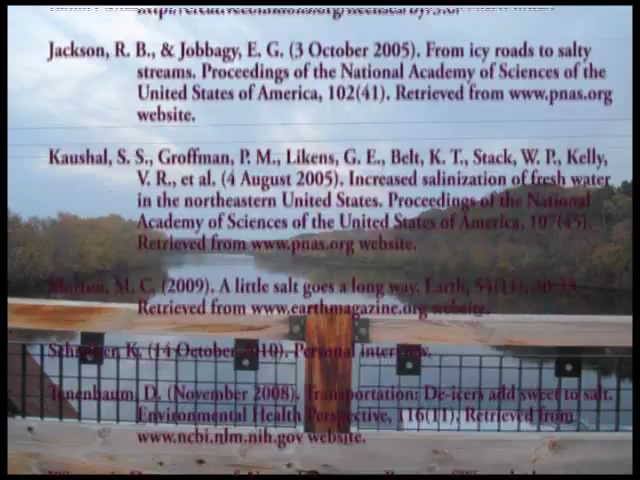 Jackson, R. B., & Jobbagy, E. G. (3 October 2005). From icy roads to salty
streams. Proceedings of the National Academy of Sciences of the
United States of America, 102(41). Retrieved from www.pnas.org
website.
Kaushal, S. S., Groffman, P. M., Likens, G. E., Belt, K. T., Stack, W. P., Kelly,
V. R., et al. (4 August 2005). Increased salinization of fresh water
in the northeastern United States. Proceedings of the National
Academy of Sciences of the United States of America, 107(45).
Retrieved from www.pnas.org website.
M. C. (2009). A little salt goes a long way. Earth,
Retrieved from www.earthmagazine.org website.
K. (14 October 2010). Personal Interview.
D. (November 2008). Transportation: De-icers add sweet to salt.
Environmental Health Perspective, 116(11). Retrieved from
www.ncbi.nlm.nih.gov website.